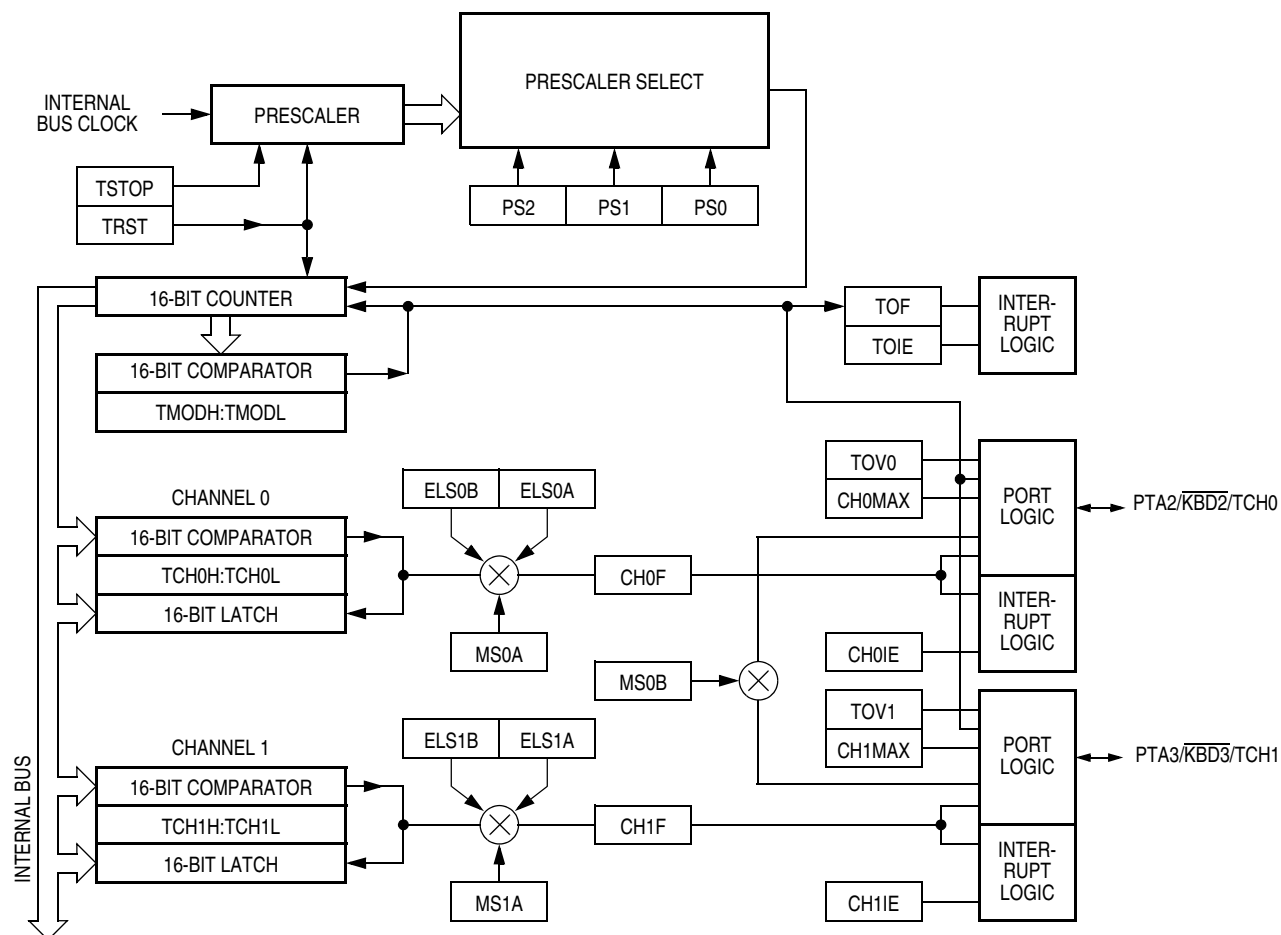 PRESCALER SELECT
INTERNAL
BUS CLOCK
PRESCALER
TSTOP
TRST
PS2 PS1 PS0
16-BIT COUNTER
TOF
TOIE
INTER-
RUPT
LOGIC
16-BIT COMPARATOR
TMODH:TMODL
CHANNEL 0
ELS0B ELS0A
TOV0
CH0MAX
PORT
LOGIC
PTA2/KBD2/TCH0
16-BIT COMPARATOR
TCH0H:TCH0L
16-BIT LATCH
CH0F
MS0A
INTER-
RUPT
LOGIC
CH0IE
MS0B
CHANNEL 1
ELS1B ELS1A
TOV1
CH1MAX
PORT
LOGIC
PTA3/KBD3/TCH1
16-BIT COMPARATOR
TCH1H:TCH1L
16-BIT LATCH
CH1F
MS1A
INTER-
RUPT
LOGIC
CH1IE
INTERNAL BUS